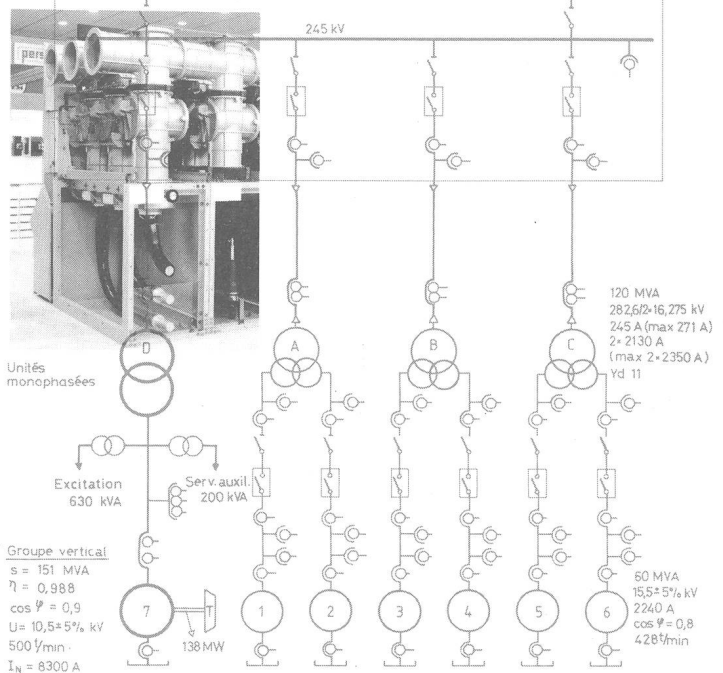 245 kV
pers
D
A
B
C
120 MVA
282,6/2×16,275 kV
245 A (max 271 A)
2× 2130 A
(max 2×2350 A)
Yd 11
Unités
monophasées
Excitation
630 kVA
Serv. auxil.
200 kVA
Groupe vertical
s = 151 MVA
η = 0,988
cos φ = 0,9
U= 10,5±5% kV
500 t/min.
I_N = 8300 A
7
T
138 MW
1
2
3
4
5
6
60 MVA
15,5±5% kV
2240 A
cos φ = 0,8
428 t/min